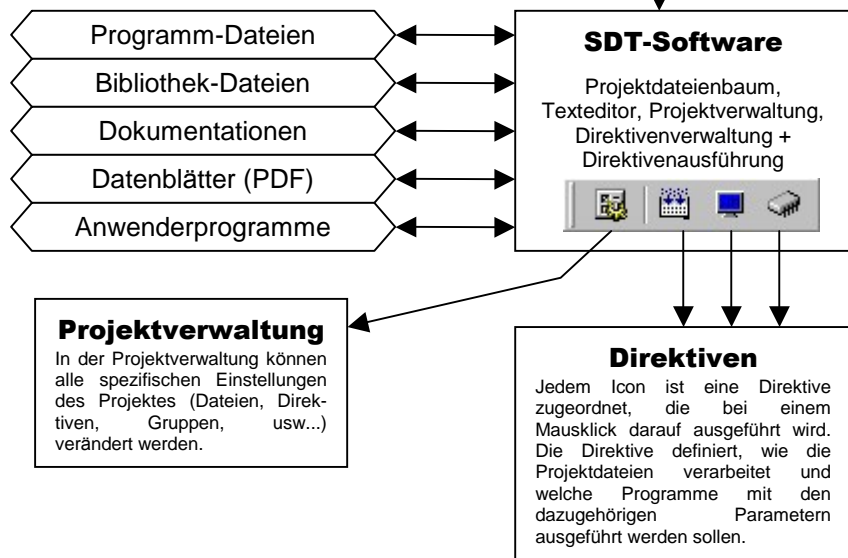 Programm-Dateien
Bibliothek-Dateien
Dokumentationen
Datenblätter (PDF)
Anwenderprogramme
SDT-Software
Projektdateienbaum,
Texteditor, Projektverwaltung,
Direktivenverwaltung +
Direktivenausführung
Projektverwaltung
In der Projektverwaltung können
alle spezifischen Einstellungen
des Projektes (Dateien, Direk-
tiven, Gruppen, usw...)
verändert werden.
Direktiven
Jedem Icon ist eine Direktive
zugeordnet, die bei einem
Mausklick darauf ausgeführt wird.
Die Direktive definiert, wie die
Projektdateien verarbeitet und
welche Programme mit den
dazugehörigen Parametern
ausgeführt werden sollen.